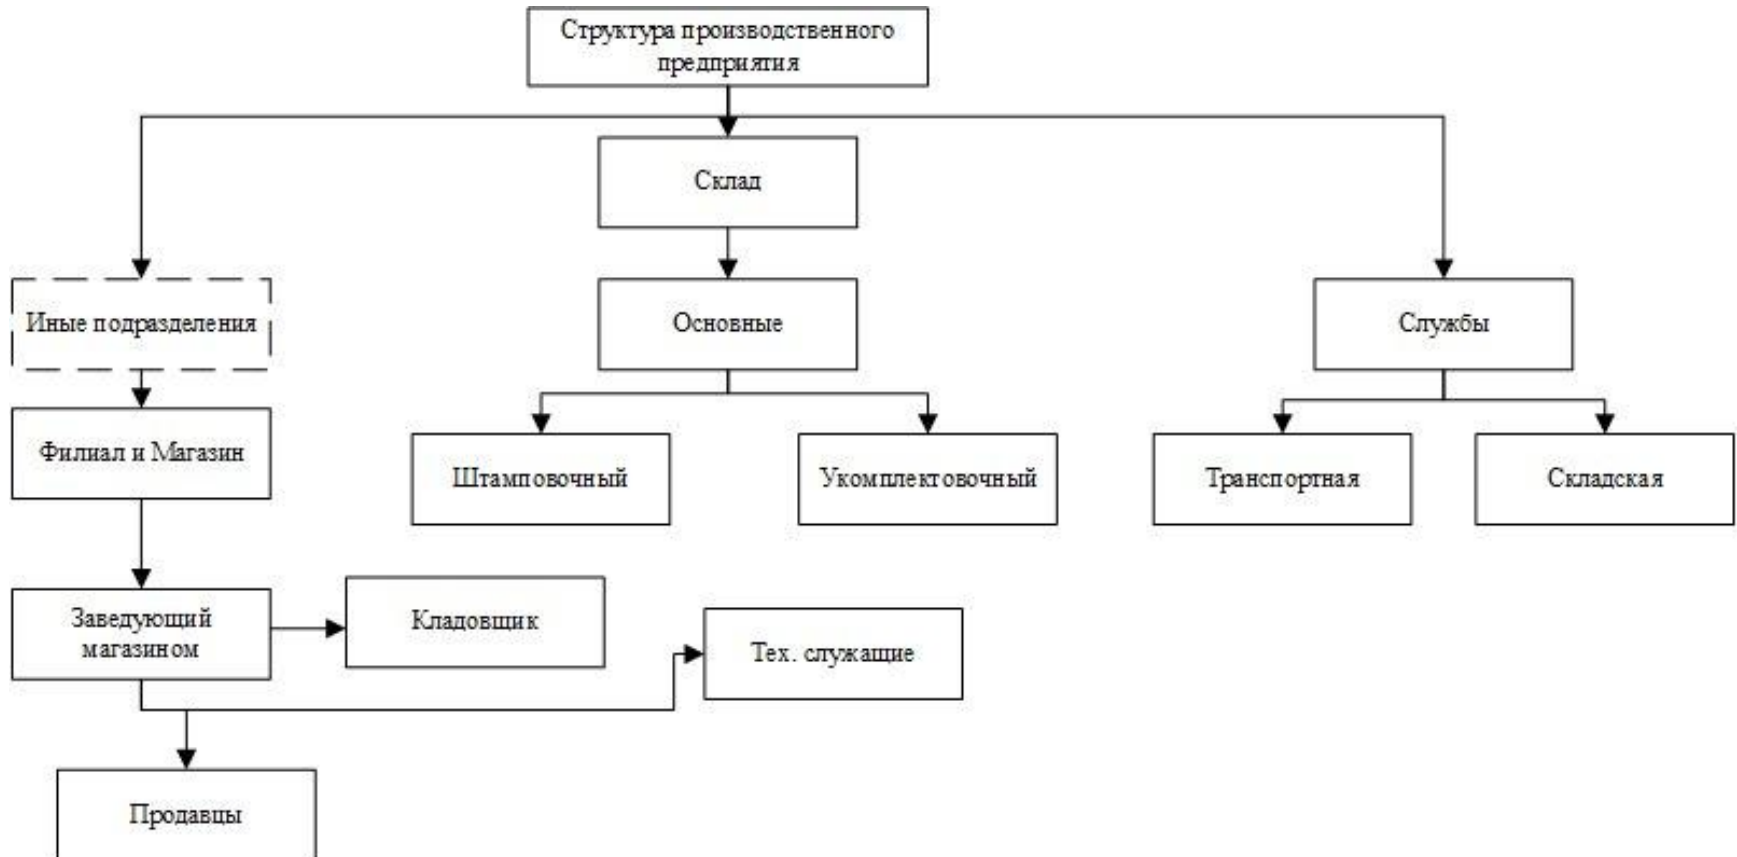 Структура производственного
предприятия
Склад
Иные подразделения
Основные
Службы
Филиал и Магазин
Штамповочный
Укомплектовочный
Транспортная
Складская
Заведующий
магазином
Кладовщик
Тех. служащие
Продавцы